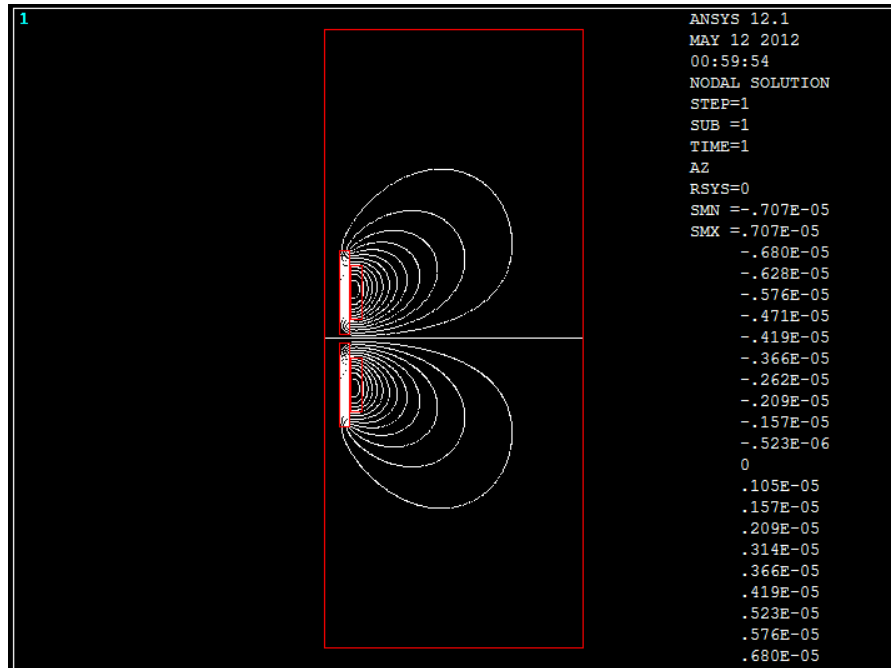 1
ANSYS 12.1
MAY 12 2012
00:59:54
NODAL SOLUTION
STEP=1
SUB =1
TIME=1
AZ
RSYS=0
SMN =-.707E-05
SMX =.707E-05
-.680E-05
-.628E-05
-.576E-05
-.471E-05
-.419E-05
-.366E-05
-.262E-05
-.209E-05
-.157E-05
-.523E-06
0
.105E-05
.157E-05
.209E-05
.314E-05
.366E-05
.419E-05
.523E-05
.576E-05
.680E-05